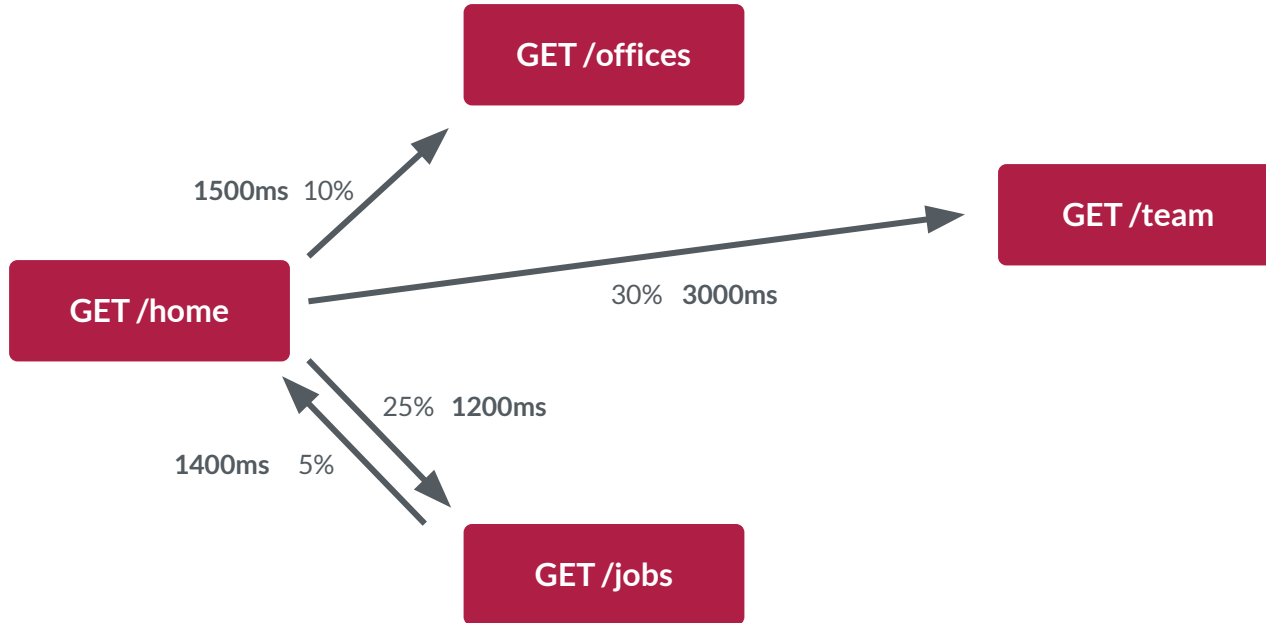 GET /offices
1500ms 10%
GET /team
30% 3000ms
GET /home
25% 1200ms
1400ms 5%
GET /jobs